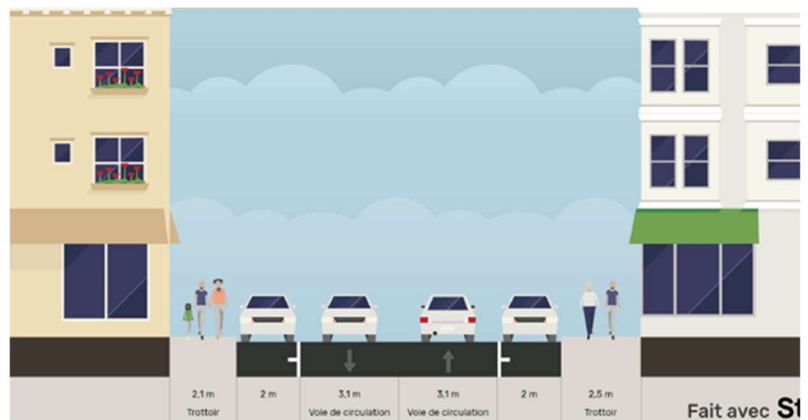 2,1 m
Trottoir
2 m
3,1 m
Voie de circulation
3,1 m
Voie de circulation
2 m
2,5 m
Trottoir
Fait avec St